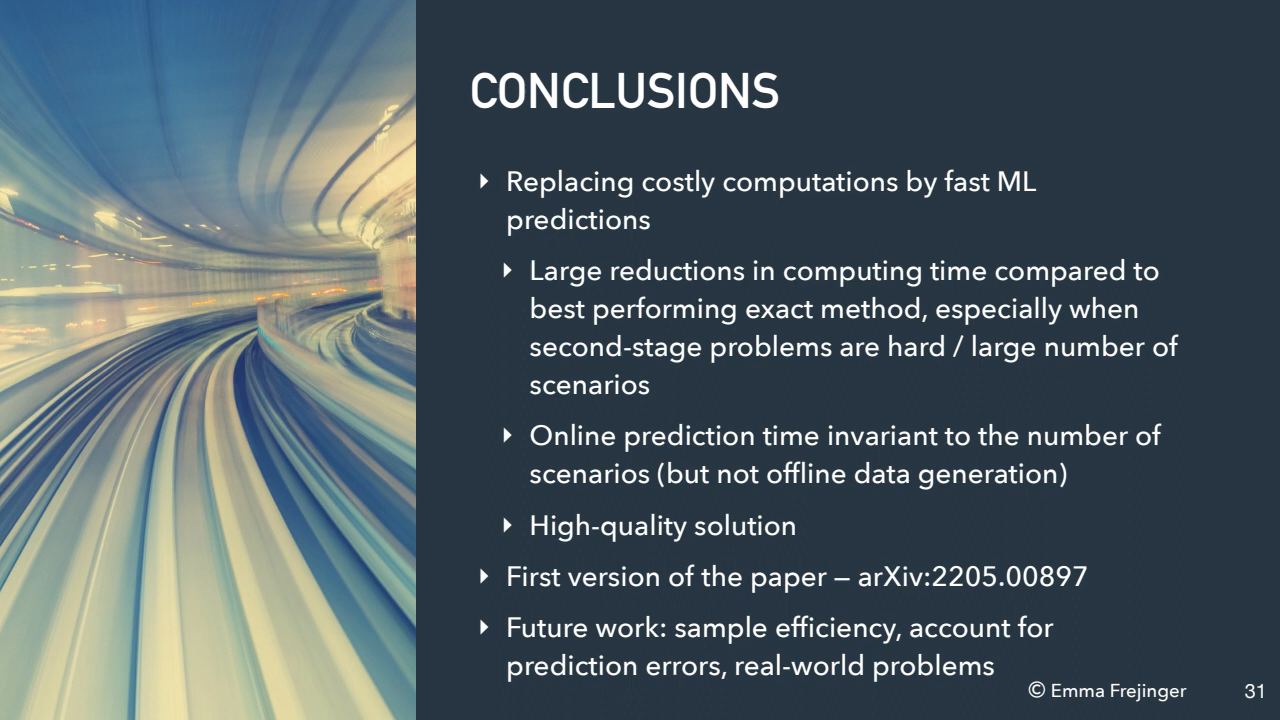 CONCLUSIONS
Replacing costly computations by fast ML
predictions
Large reductions in computing time compared to
best performing exact method, especially when
second-stage problems are hard / large number of
scenarios
Online prediction time invariant to the number of
scenarios (but not offline data generation)
High-quality solution
First version of the paper — arXiv:2205.00897
Future work: sample efficiency, account for
prediction errors, real-world problems
© Emma Frejinger
31